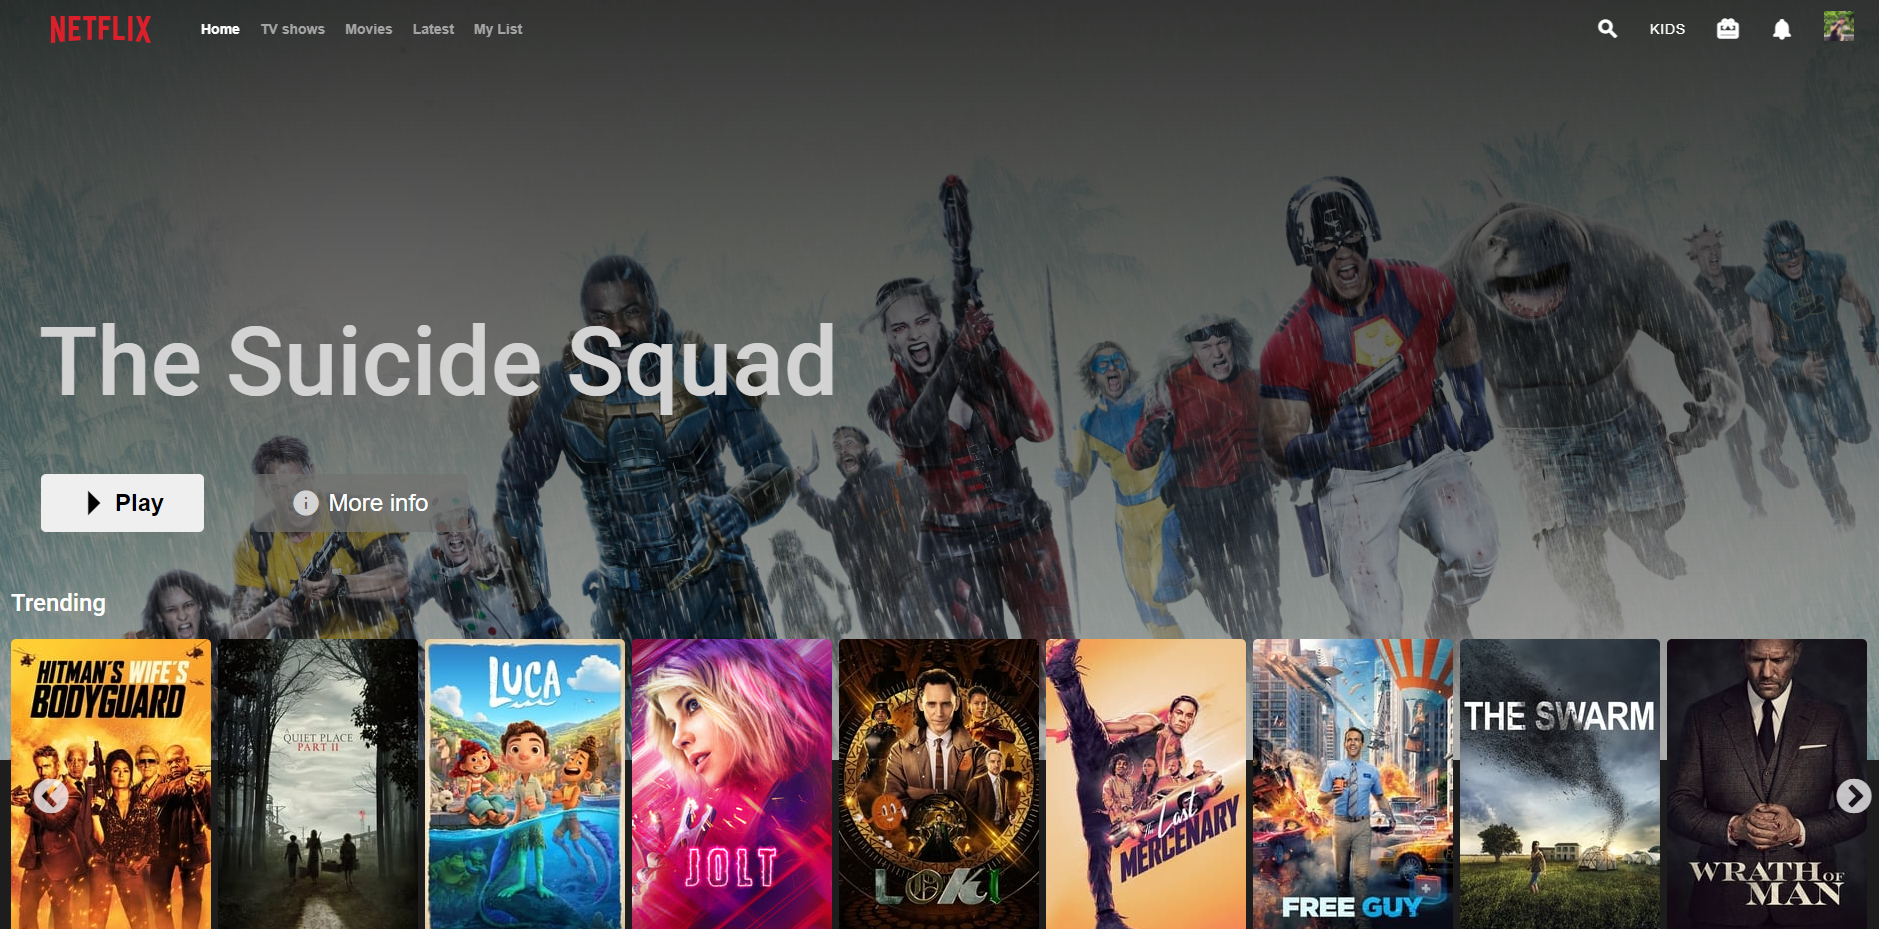 NETFLIX
Home TV shows Movies Latest My List
KIDS
The Suicide Squad
Play
More info
Trending
HITMAN'S WIFE'S
BODYGUARD
A
QUIET PLACE
PART II
LUCA
JOLT
LOKI
The Last
MERCENARY
FREE GUY
THE SWARM
WRATH OF
MAN